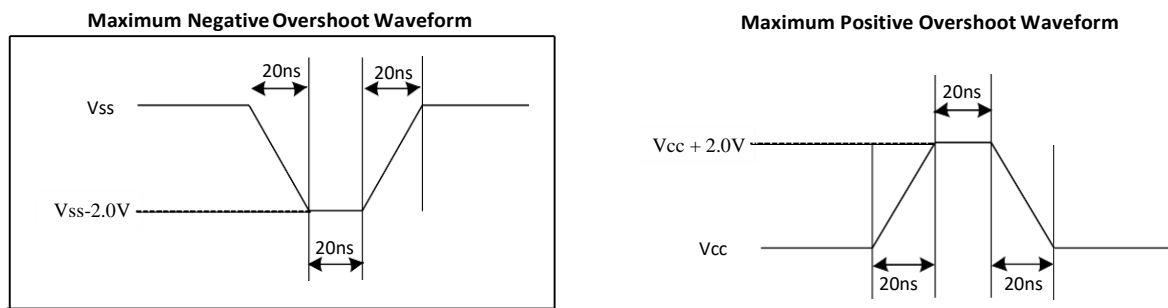 Maximum Negative Overshoot Waveform
20ns
20ns
Vss
Vss-2.0V
20ns
Maximum Positive Overshoot Waveform
20ns
Vcc + 2.0V
Vcc
20ns
20ns